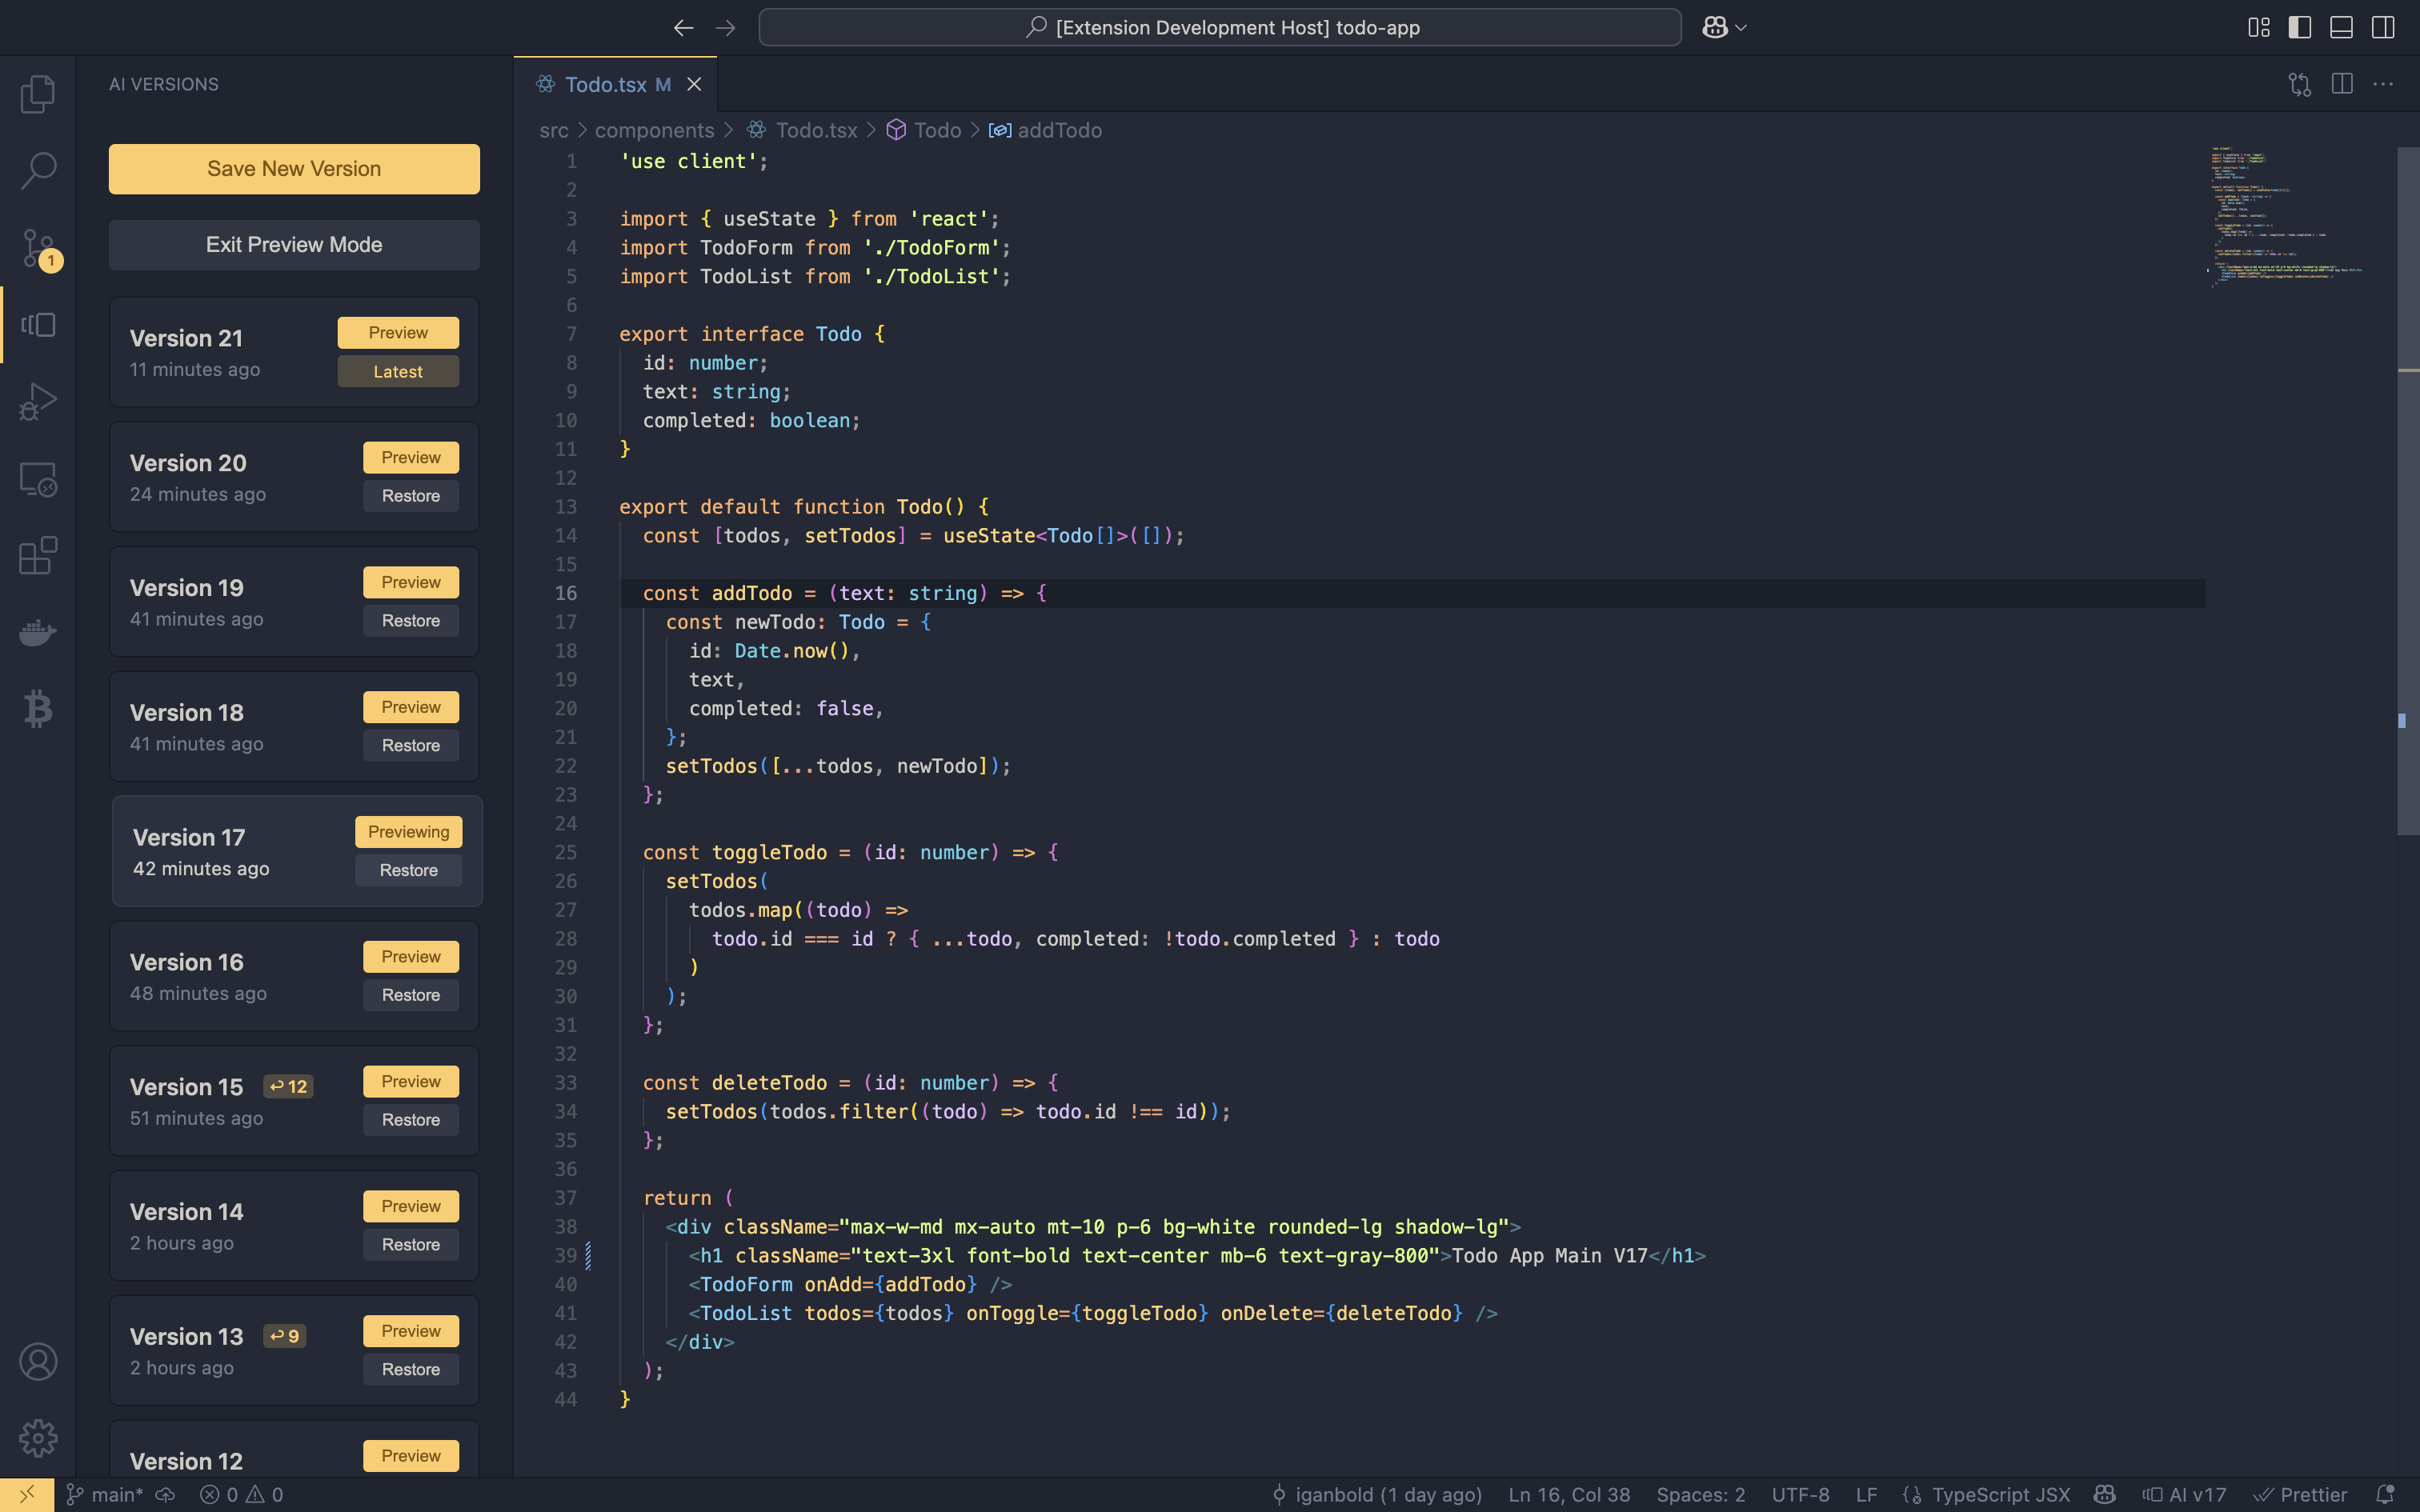 [Extension Development Host] todo-app
AI VERSIONS
Save New Version
Exit Preview Mode
Version 21
11 minutes ago
Preview
Latest
Version 20
24 minutes ago
Preview
Restore
Version 19
41 minutes ago
Preview
Restore
Version 18
41 minutes ago
Preview
Restore
Version 17
42 minutes ago
Previewing
Restore
Version 16
48 minutes ago
Preview
Restore
Version 15 ↩12
51 minutes ago
Preview
Restore
Version 14
2 hours ago
Preview
Restore
Version 13 ↩9
2 hours ago
Preview
Restore
Version 12
Preview
1
Todo.tsx M
src > components > Todo.tsx > Todo > addTodo
1 'use client';
2
3 import { useState } from 'react';
4 import TodoForm from './TodoForm';
5 import TodoList from './TodoList';
6
7 export interface Todo {
8   id: number;
9   text: string;
10   completed: boolean;
11 }
12
13 export default function Todo() {
14   const [todos, setTodos] = useState<Todo[]>([]);
15
16   const addTodo = (text: string) => {
17     const newTodo: Todo = {
18       id: Date.now(),
19       text,
20       completed: false,
21     };
22     setTodos([...todos, newTodo]);
23   };
24
25   const toggleTodo = (id: number) => {
26     setTodos(
27       todos.map((todo) =>
28         todo.id === id ? { ...todo, completed: !todo.completed } : todo
29       )
30     );
31   };
32
33   const deleteTodo = (id: number) => {
34     setTodos(todos.filter((todo) => todo.id !== id));
35   };
36
37   return (
38     <div className="max-w-md mx-auto mt-10 p-6 bg-white rounded-lg shadow-lg">
39       <h1 className="text-3xl font-bold text-center mb-6 text-gray-800">Todo App Main V17</h1>
40       <TodoForm onAdd={addTodo} />
41       <TodoList todos={todos} onToggle={toggleTodo} onDelete={deleteTodo} />
42     </div>
43   );
44 }
main* 0 0
iganbold (1 day ago) Ln 16, Col 38 Spaces: 2 UTF-8 LF TypeScript JSX AI v17 Prettier